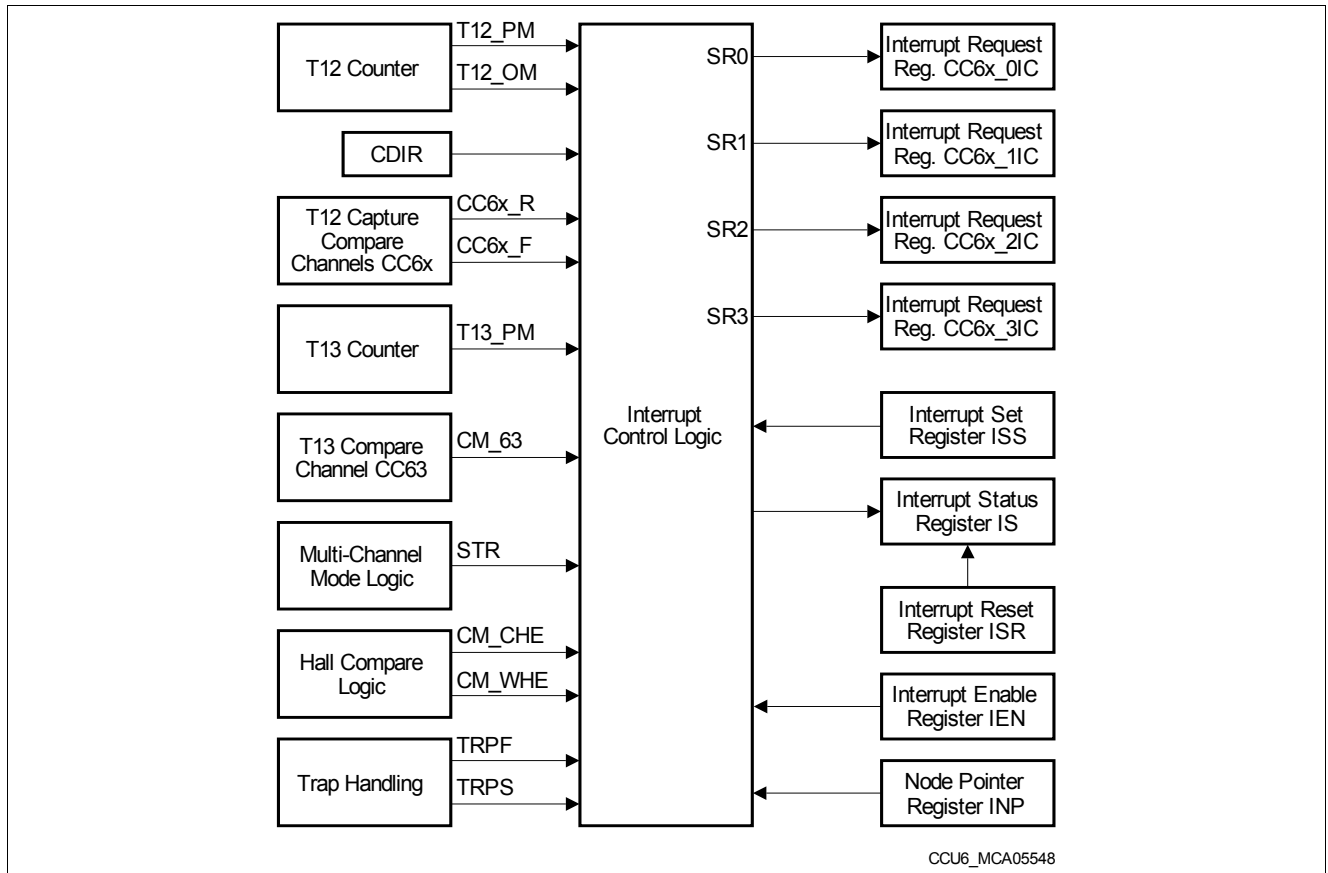 T12 Counter
T12_PM
T12_OM
CDIR
T12 Capture
Compare
Channels CC6x
CC6x_R
CC6x_F
T13 Counter
T13_PM
T13 Compare
Channel CC63
CM_63
Multi-Channel
Mode Logic
STR
Hall Compare
Logic
CM_CHE
CM_WHE
Trap Handling
TRPF
TRPS
Interrupt
Control Logic
SR0
SR1
SR2
SR3
Interrupt Request
Reg. CC6x_0IC
Interrupt Request
Reg. CC6x_1IC
Interrupt Request
Reg. CC6x_2IC
Interrupt Request
Reg. CC6x_3IC
Interrupt Set
Register ISS
Interrupt Status
Register IS
Interrupt Reset
Register ISR
Interrupt Enable
Register IEN
Node Pointer
Register INP
CCU6_MCA05548